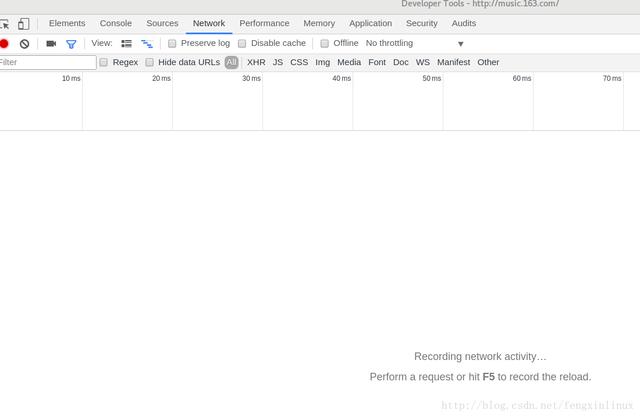 Developer Tools - http://music.163.com/
Elements Console Sources Network Performance Memory Application Security Audits
View: Preserve log Disable cache Offline No throttling
Filter Regex Hide data URLs All XHR JS CSS Img Media Font Doc WS Manifest Other
10 ms 20 ms 30 ms 40 ms 50 ms 60 ms 70 ms
Recording network activity…
Perform a request or hit F5 to record the reload.
http://blog.csdn.net/fengxinlinux